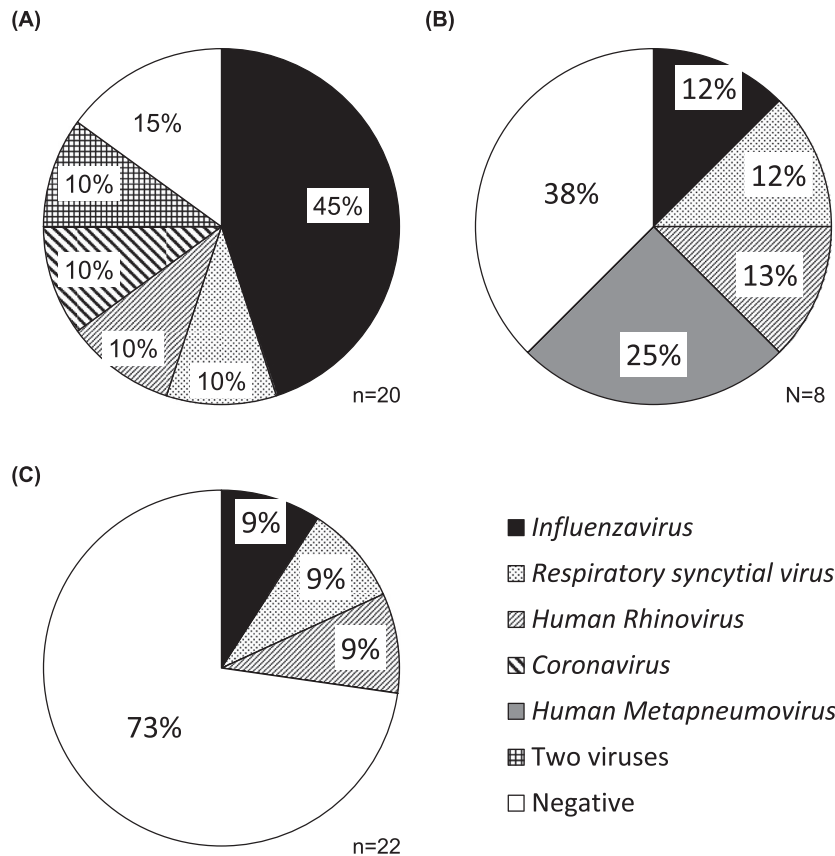 (A)
45%
10%
10%
10%
10%
15%
n=20
(B)
12%
12%
13%
25%
38%
N=8
(C)
9%
9%
9%
73%
n=22
Influenzavirus
Respiratory syncytial virus
Human Rhinovirus
Coronavirus
Human Metapneumovirus
Two viruses
Negative